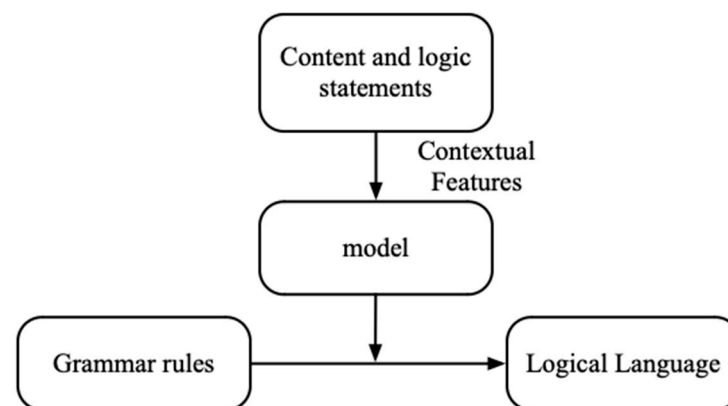 Content and logic
statements
Contextual
Features
model
Grammar rules
Logical Language